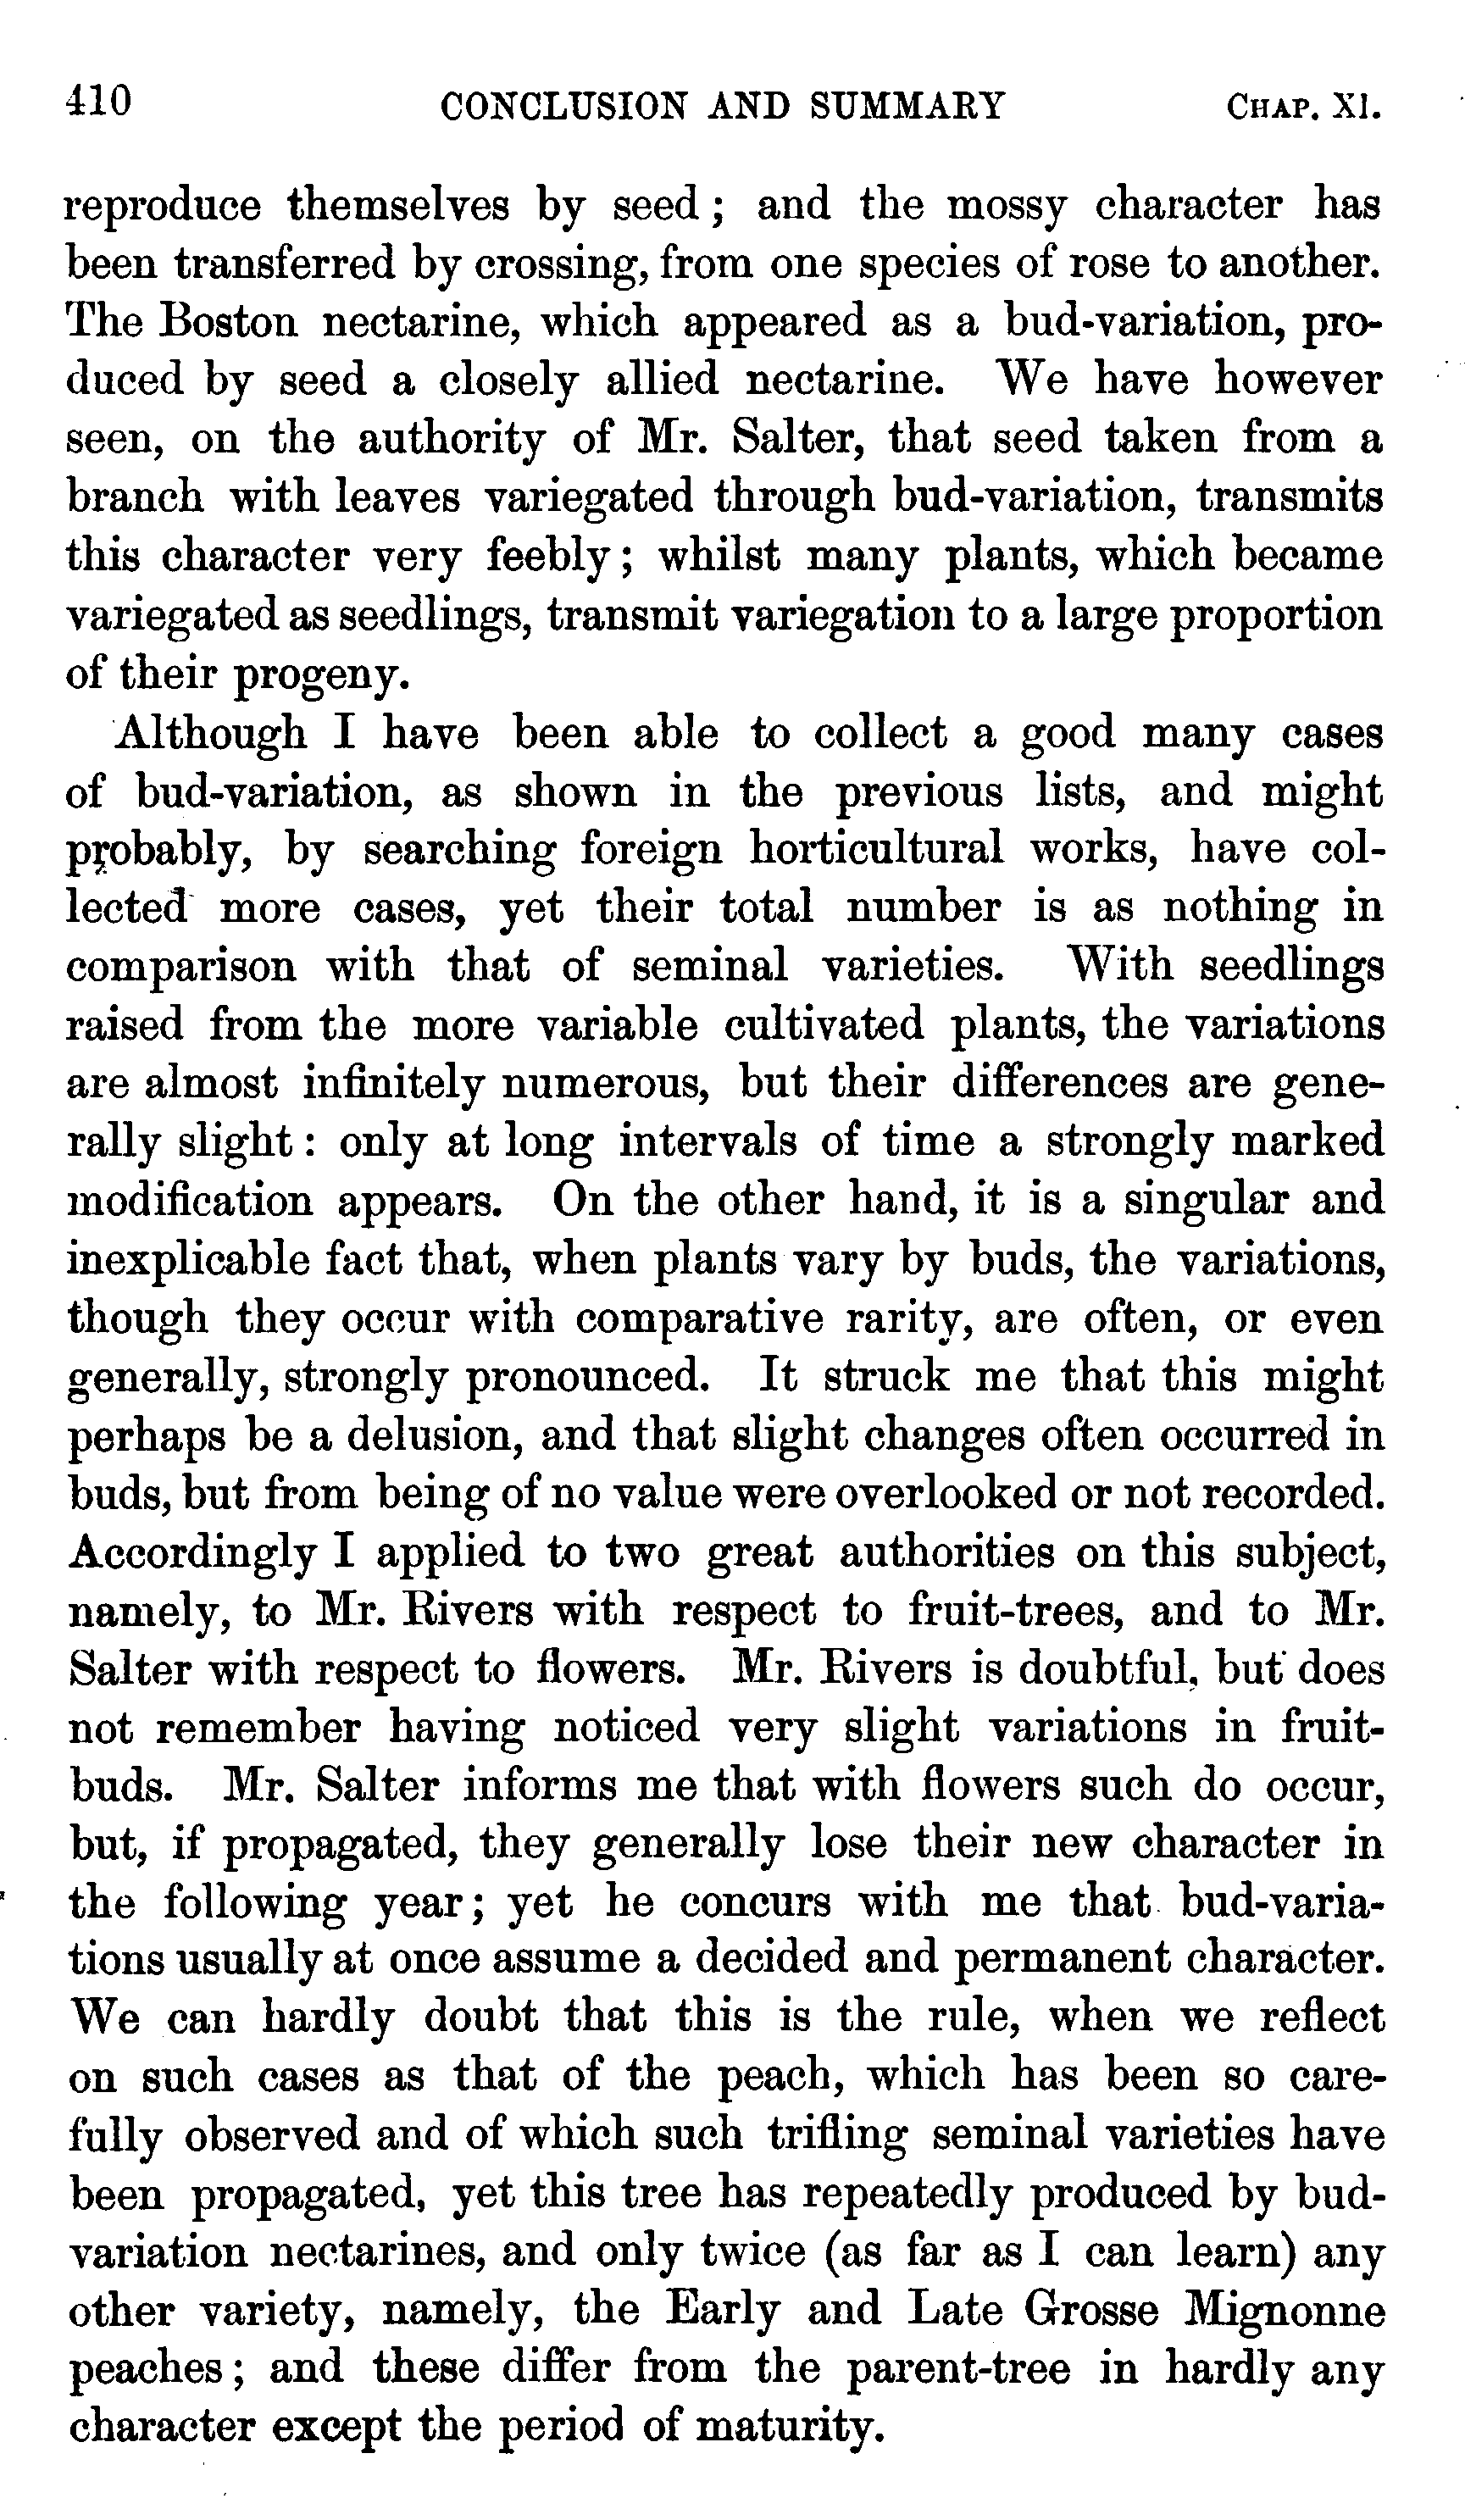 410 CONCLUSION AND SUMMARY CHAP. XI.
reproduce themselves by seed; and the mossy character has
been transferred by crossing, from one species of rose to another.
The Boston nectarine, which appeared as a bud-variation, pro-
duced by seed a closely allied nectarine. We have however
seen, on the authority of Mr. Salter, that seed taken from a
branch with leaves variegated through bud-variation, transmits
this character very feebly; whilst many plants, which became
variegated as seedlings, transmit variegation to a large proportion
of their progeny.
Although I have been able to collect a good many cases
of bud-variation, as shown in the previous lists, and might
probably, by searching foreign horticultural works, have col-
lected more cases, yet their total number is as nothing in
comparison with that of seminal varieties. With seedlings
raised from the more variable cultivated plants, the variations
are almost infinitely numerous, but their differences are gene-
rally slight: only at long intervals of time a strongly marked
modification appears. On the other hand, it is a singular and
inexplicable fact that, when plants vary by buds, the variations,
though they occur with comparative rarity, are often, or even
generally, strongly pronounced. It struck me that this might
perhaps be a delusion, and that slight changes often occurred in
buds, but from being of no value were overlooked or not recorded.
Accordingly I applied to two great authorities on this subject,
namely, to Mr. Rivers with respect to fruit-trees, and to Mr.
Salter with respect to flowers. Mr. Rivers is doubtful, but does
not remember having noticed very slight variations in fruit-
buds. Mr. Salter informs me that with flowers such do occur,
but, if propagated, they generally lose their new character in
the following year; yet he concurs with me that bud-varia-
tions usually at once assume a decided and permanent character.
We can hardly doubt that this is the rule, when we reflect
on such cases as that of the peach, which has been so care-
fully observed and of which such trifling seminal varieties have
been propagated, yet this tree has repeatedly produced by bud-
variation nectarines, and only twice (as far as I can learn) any
other variety, namely, the Early and Late Grosse Mignonne
peaches; and these differ from the parent-tree in hardly any
character except the period of maturity.